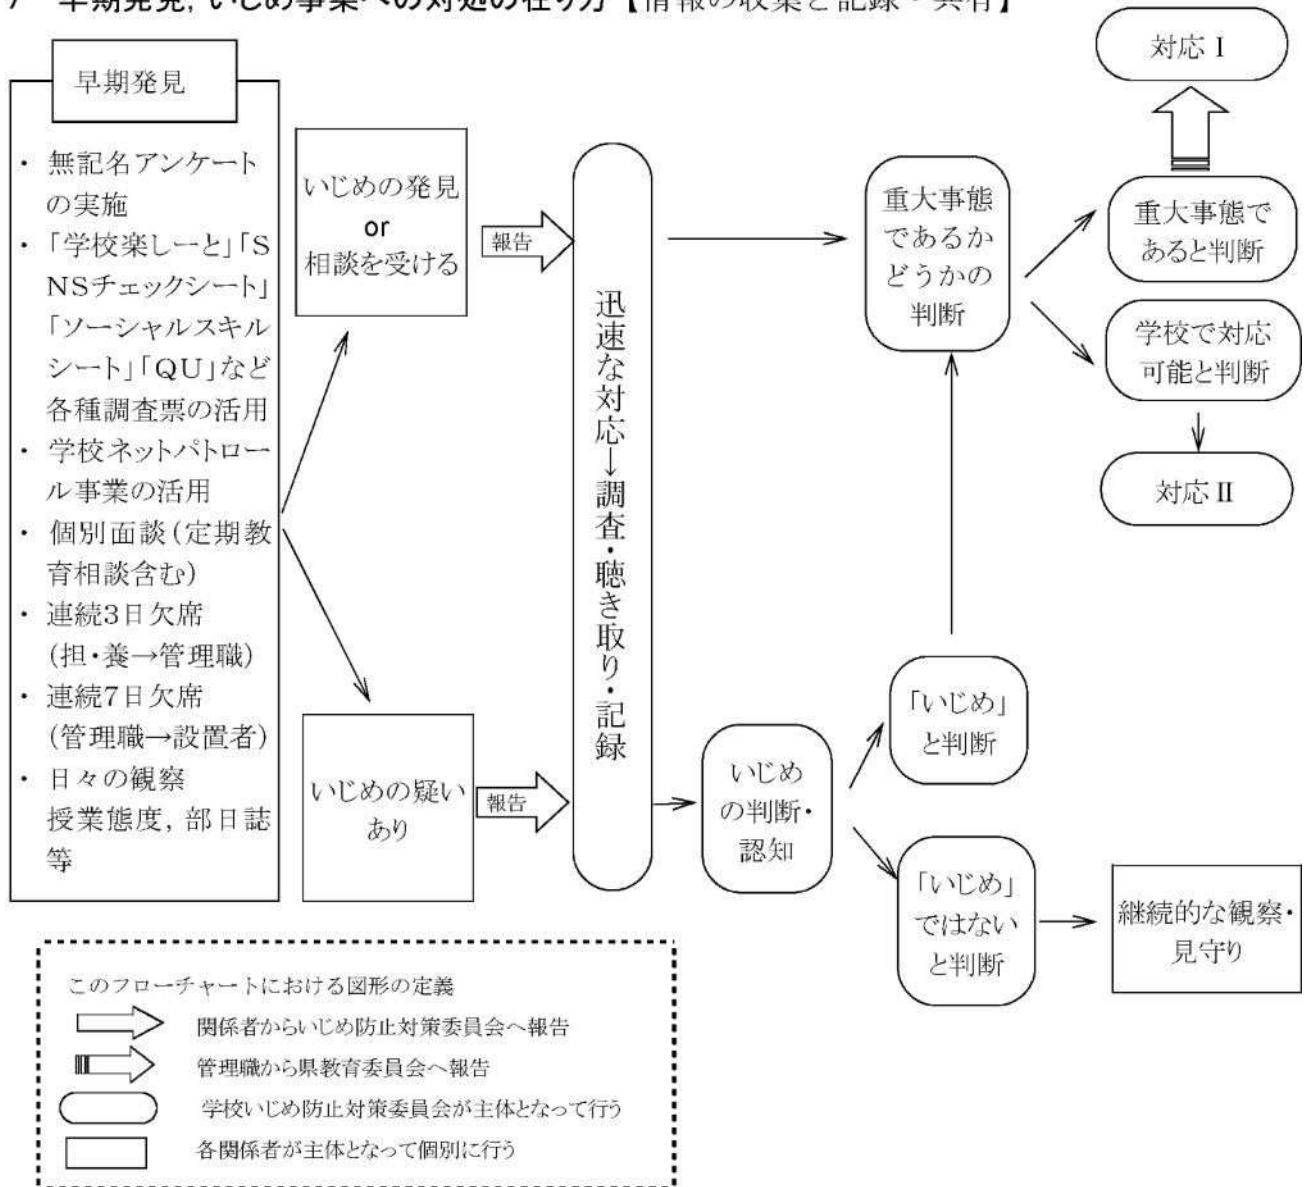 7 早期発見，いじめ事案への対処の在り方【情報の収集と記録・共有】
早期発見
・ 無記名アンケート
の実施
・ 「学校楽しーと」「S
NSチェックシート」
「ソーシャルスキル
シート」「QU」など
各種調査票の活用
・ 学校ネットパトロー
ル事業の活用
・ 個別面談(定期教
育相談含む)
・ 連続3日欠席
(担・養→管理職)
・ 連続7日欠席
(管理職→設置者)
・ 日々の観察
授業態度，部日誌
等
いじめの発見
or
相談を受ける
報告
いじめの疑い
あり
報告
迅速な対応→調査・聴き取り・記録
重大事態
であるか
どうかの
判断
対応Ⅰ
重大事態で
あると判断
学校で対応
可能と判断
対応Ⅱ
いじめ
の判断・
認知
「いじめ」
と判断
「いじめ」
ではない
と判断
継続的な観察・
見守り
このフローチャートにおける図形の定義
関係者からいじめ防止対策委員会へ報告
管理職から県教育委員会へ報告
学校いじめ防止対策委員会が主体となって行う
各関係者が主体となって個別に行う